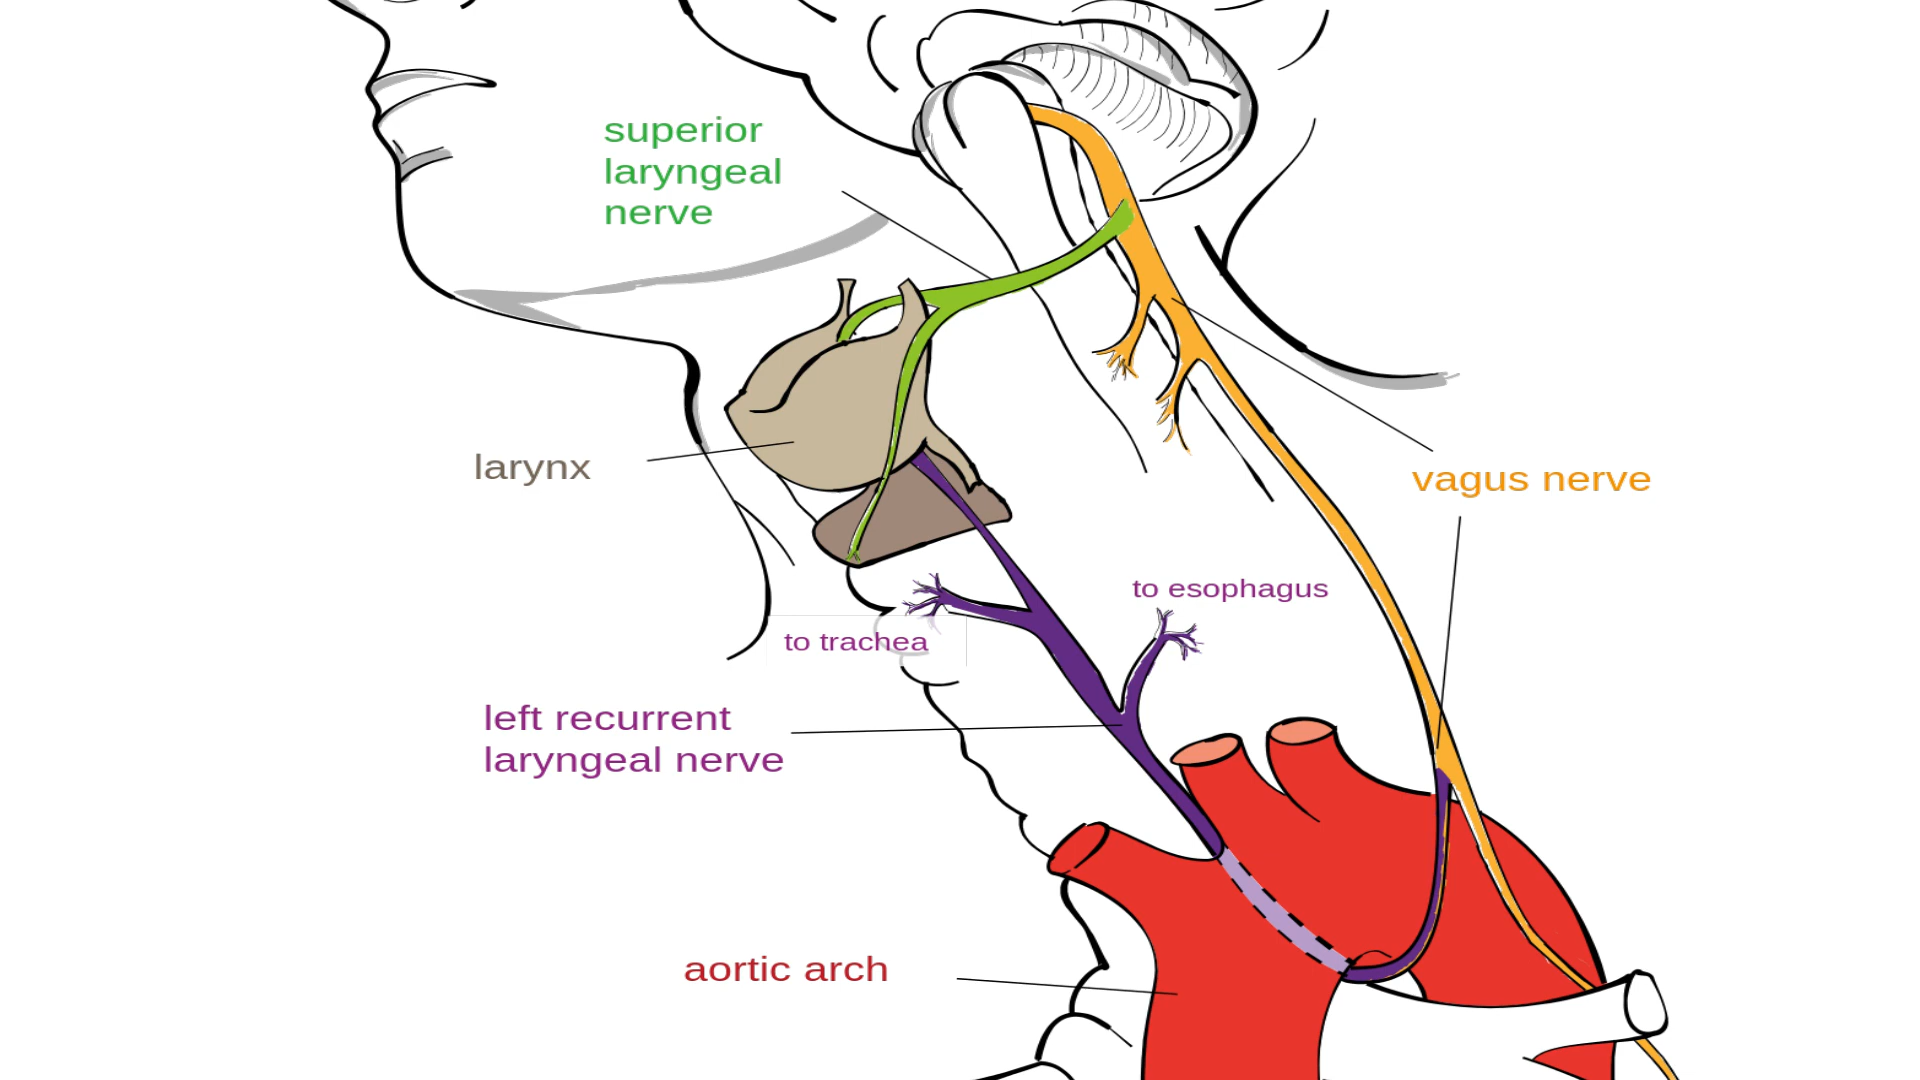 superior
laryngeal
nerve
larynx
vagus nerve
to esophagus
to trachea
left recurrent
laryngeal nerve
aortic arch